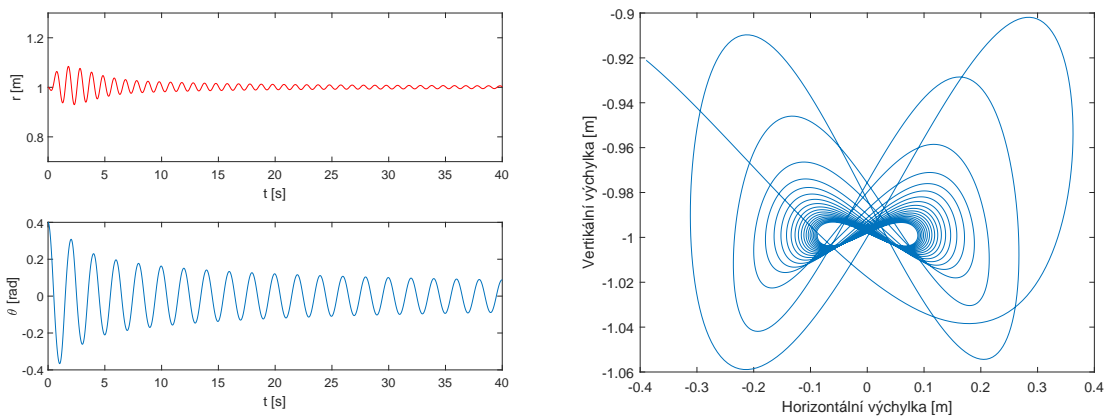 1.2
1
0.8
r [m]
0 5 10 15 20 25 30 35 40
t [s]
0.4
0.2
0
-0.2
-0.4
θ [rad]
0 5 10 15 20 25 30 35 40
t [s]
-0.9
-0.92
-0.94
-0.96
-0.98
-1
-1.02
-1.04
-1.06
Vertikální výchylka [m]
-0.4 -0.3 -0.2 -0.1 0 0.1 0.2 0.3 0.4
Horizontální výchylka [m]